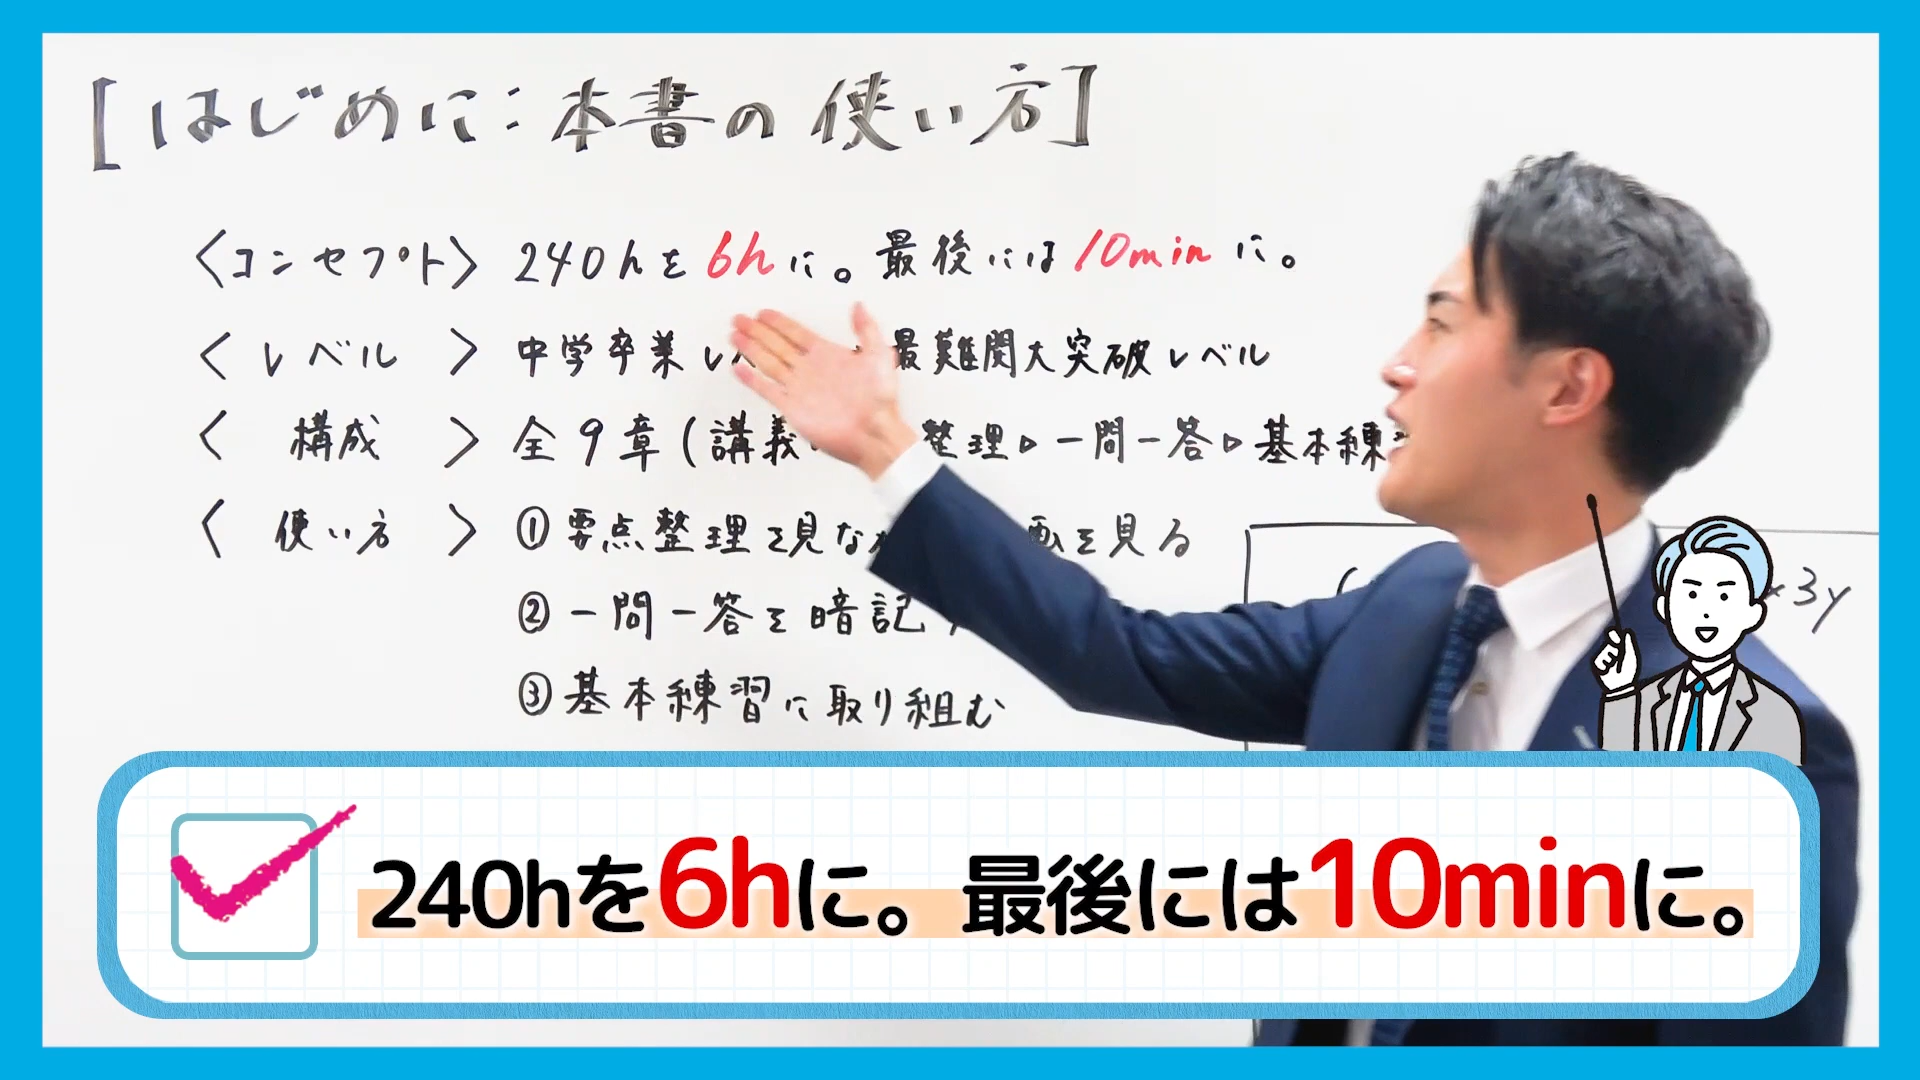 [はじめに:本書の使い方]
〈コンセプト〉 240hを6hに。最後には10minに。
〈レベル〉 中学卒業レ 最難関大突破レベル
〈構成〉 全9章(講義 整理▷一問一答▷基本練
〈使い方〉 ①要点整理を見な を見る
②一問一答を暗記
③基本練習に取り組む
3y
240hを6hに。最後には10minに。